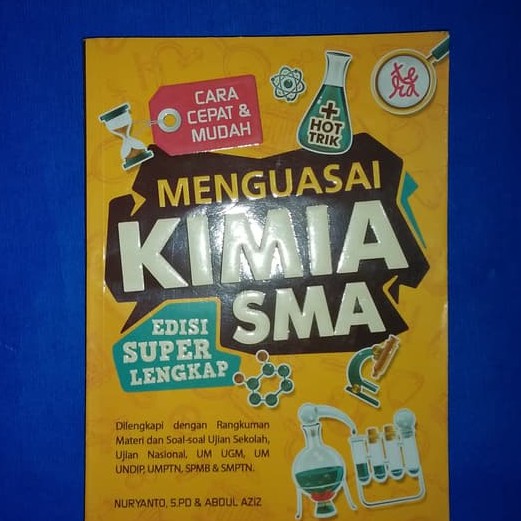 CARA
CEPAT &
MUDAH
+
HOT
TRIK
MENGUASAI
KIMIA
SMA
EDISI
SUPER
LENGKAP
Dilengkapi dengan Rangkuman
Materi dan Soal-soal Ujian Sekolah,
Ujian Nasional, UM UGM, UM
UNDIP, UMPTN, SPMB & SMPTN.
NURYANTO, S.PD & ABDUL AZIZ